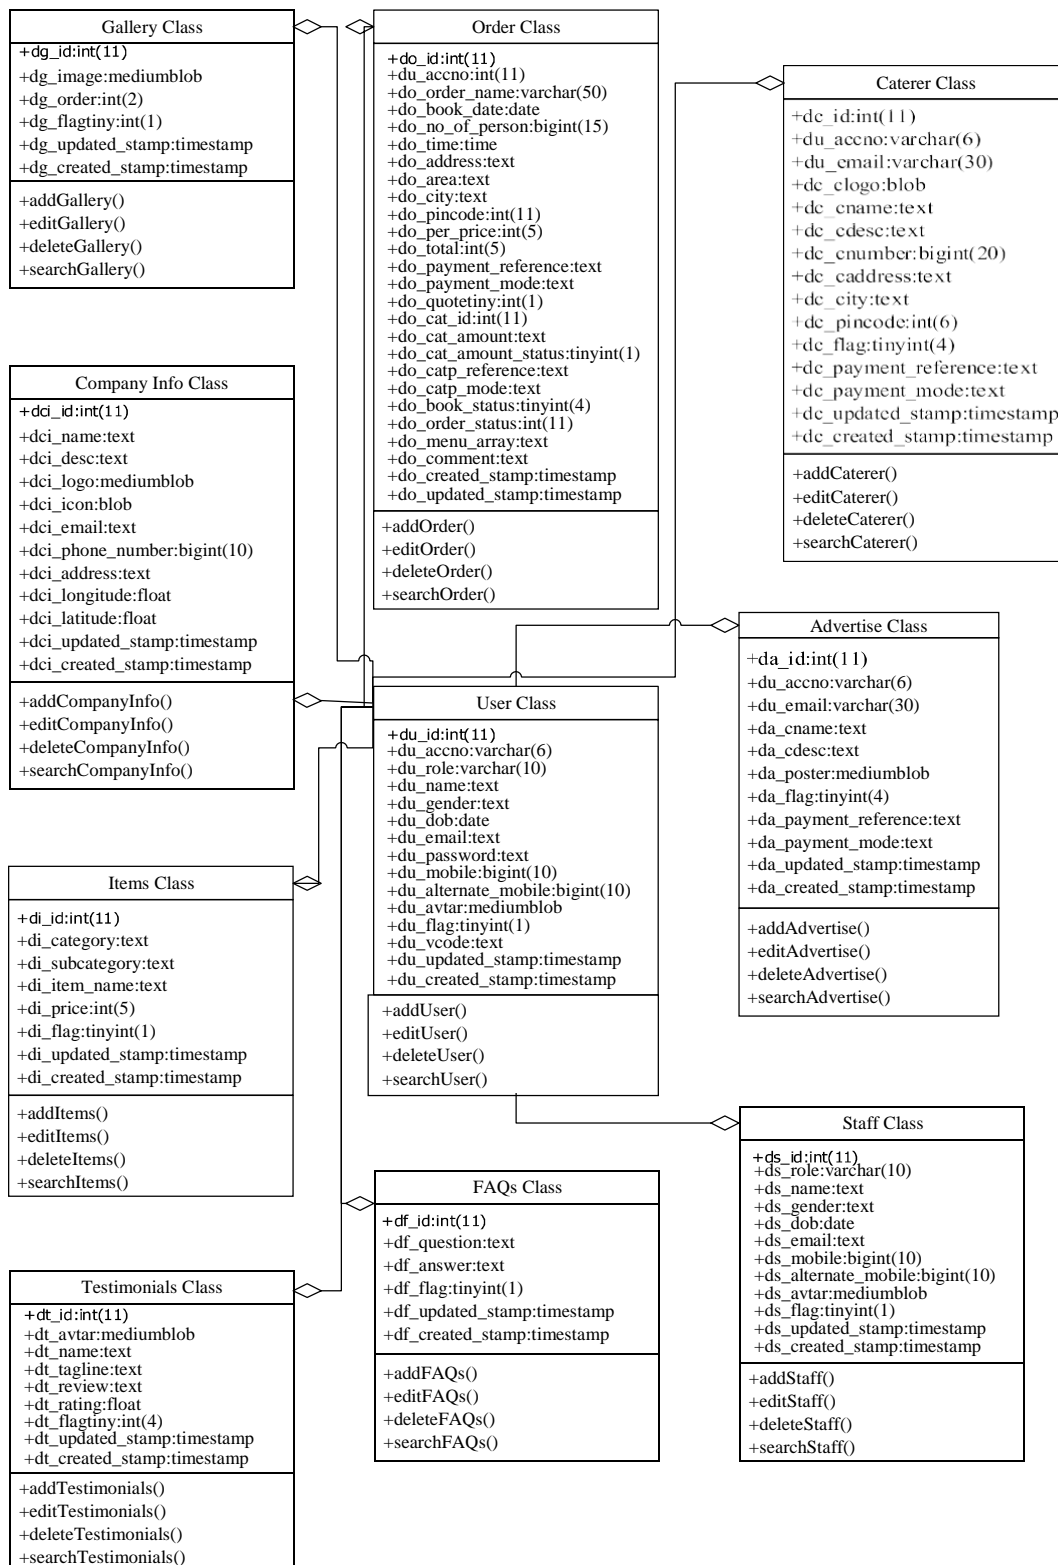 Gallery Class
+dg_id:int(11)
+dg_image:mediumblob
+dg_order:int(2)
+dg_flagtiny:int(1)
+dg_updated_stamp:timestamp
+dg_created_stamp:timestamp
+addGallery()
+editGallery()
+deleteGallery()
+searchGallery()
Order Class
+do_id:int(11)
+du_accno:int(11)
+do_order_name:varchar(50)
+do_book_date:date
+do_no_of_person:bigint(15)
+do_time:time
+do_address:text
+do_area:text
+do_city:text
+do_pincode:int(11)
+do_per_price:int(5)
+do_total:int(5)
+do_payment_reference:text
+do_payment_mode:text
+do_quotetiny:int(1)
+do_cat_id:int(11)
+do_cat_amount:text
+do_cat_amount_status:tinyint(1)
+do_catp_reference:text
+do_catp_mode:text
+do_book_status:tinyint(4)
+do_order_status:int(11)
+do_menu_array:text
+do_comment:text
+do_created_stamp:timestamp
+do_updated_stamp:timestamp
+addOrder()
+editOrder()
+deleteOrder()
+searchOrder()
Caterer Class
+dc_id:int(11)
+du_accno:varchar(6)
+du_email:varchar(30)
+dc_clogo:blob
+dc_cname:text
+dc_cdesc:text
+dc_cnumber:bigint(20)
+dc_caddress:text
+dc_city:text
+dc_pincode:int(6)
+dc_flag:tinyint(4)
+dc_payment_reference:text
+dc_payment_mode:text
+dc_updated_stamp:timestamp
+dc_created_stamp:timestamp
+addCaterer()
+editCaterer()
+deleteCaterer()
+searchCaterer()
Company Info Class
+dci_id:int(11)
+dci_name:text
+dci_desc:text
+dci_logo:mediumblob
+dci_icon:blob
+dci_email:text
+dci_phone_number:bigint(10)
+dci_address:text
+dci_longitude:float
+dci_latitude:float
+dci_updated_stamp:timestamp
+dci_created_stamp:timestamp
+addCompanyInfo()
+editCompanyInfo()
+deleteCompanyInfo()
+searchCompanyInfo()
User Class
+du_id:int(11)
+du_accno:varchar(6)
+du_role:varchar(10)
+du_name:text
+du_gender:text
+du_dob:date
+du_email:text
+du_password:text
+du_mobile:bigint(10)
+du_alternate_mobile:bigint(10)
+du_avtar:mediumblob
+du_flag:tinyint(1)
+du_vcode:text
+du_updated_stamp:timestamp
+du_created_stamp:timestamp
+addUser()
+editUser()
+deleteUser()
+searchUser()
Advertise Class
+da_id:int(11)
+du_accno:varchar(6)
+du_email:varchar(30)
+da_cname:text
+da_cdesc:text
+da_poster:mediumblob
+da_flag:tinyint(4)
+da_payment_reference:text
+da_payment_mode:text
+da_updated_stamp:timestamp
+da_created_stamp:timestamp
+addAdvertise()
+editAdvertise()
+deleteAdvertise()
+searchAdvertise()
Items Class
+di_id:int(11)
+di_category:text
+di_subcategory:text
+di_item_name:text
+di_price:int(5)
+di_flag:tinyint(1)
+di_updated_stamp:timestamp
+di_created_stamp:timestamp
+addItems()
+editItems()
+deleteItems()
+searchItems()
Staff Class
+ds_id:int(11)
+ds_role:varchar(10)
+ds_name:text
+ds_gender:text
+ds_dob:date
+ds_email:text
+ds_mobile:bigint(10)
+ds_alternate_mobile:bigint(10)
+ds_avtar:mediumblob
+ds_flag:tinyint(1)
+ds_updated_stamp:timestamp
+ds_created_stamp:timestamp
+addStaff()
+editStaff()
+deleteStaff()
+searchStaff()
FAQs Class
+df_id:int(11)
+df_question:text
+df_answer:text
+df_flag:tinyint(1)
+df_updated_stamp:timestamp
+df_created_stamp:timestamp
+addFAQs()
+editFAQs()
+deleteFAQs()
+searchFAQs()
Testimonials Class
+dt_id:int(11)
+dt_avtar:mediumblob
+dt_name:text
+dt_tagline:text
+dt_review:text
+dt_rating:float
+dt_flagtiny:int(4)
+dt_updated_stamp:timestamp
+dt_created_stamp:timestamp
+addTestimonials()
+editTestimonials()
+deleteTestimonials()
+searchTestimonials()